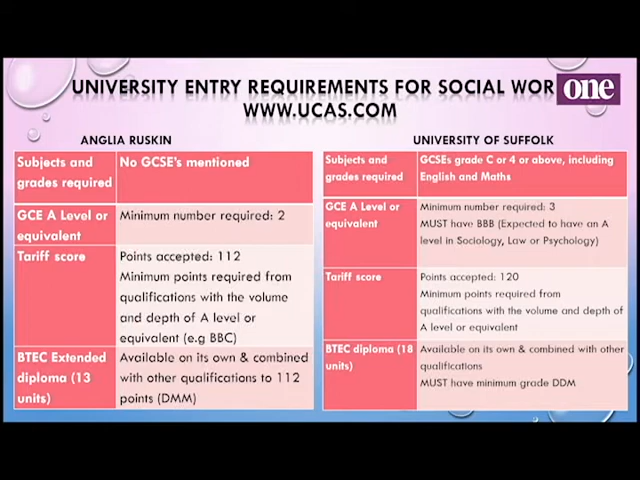 UNIVERSITY ENTRY REQUIREMENTS FOR SOCIAL WOR
one
WWW.UCAS.COM
ANGLIA RUSKIN
Subjects and grades required
No GCSE's mentioned
GCE A Level or equivalent
Minimum number required: 2
Tariff score
Points accepted: 112
Minimum points required from
qualifications with the volume
and depth of A level or
equivalent (e.g BBC)
BTEC Extended
diploma (13
units)
Available on its own & combined
with other qualifications to 112
points (DMM)
UNIVERSITY OF SUFFOLK
Subjects and
grades required
GCSEs grade C or 4 or above, including
English and Maths
GCE A Level or
equivalent
Minimum number required: 3
MUST have BBB (Expected to have an A
level in Sociology, Law or Psychology)
Tariff score
Points accepted: 120
Minimum points required from
qualifications with the volume and depth of
A level or equivalent
BTEC diploma (18
units)
Available on its own & combined with other
qualifications
MUST have minimum grade DDM